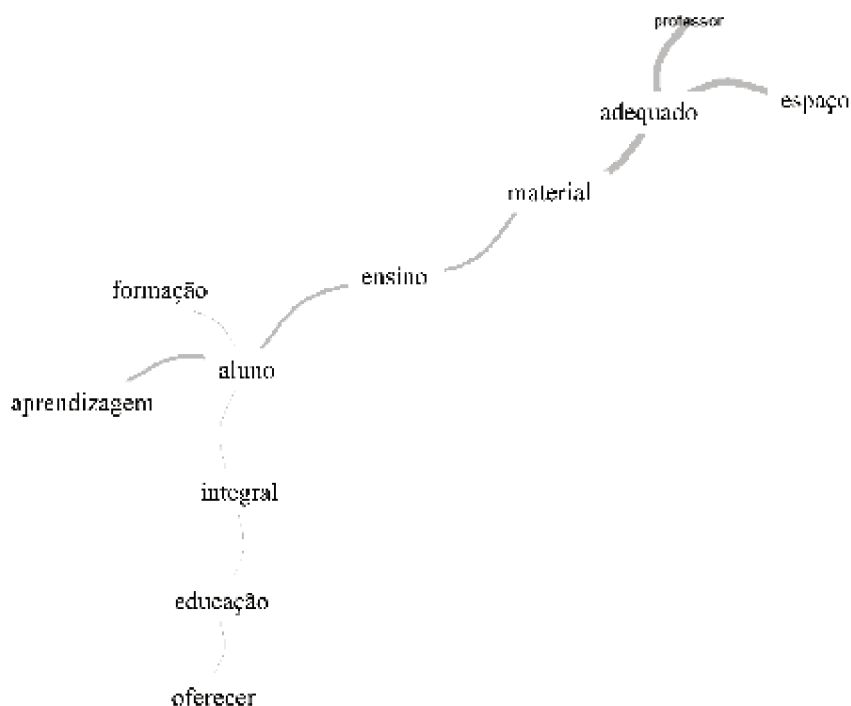 professor
espaço
adequado
material
ensino
formação
aluno
aprendizagem
integral
educação
oferecer